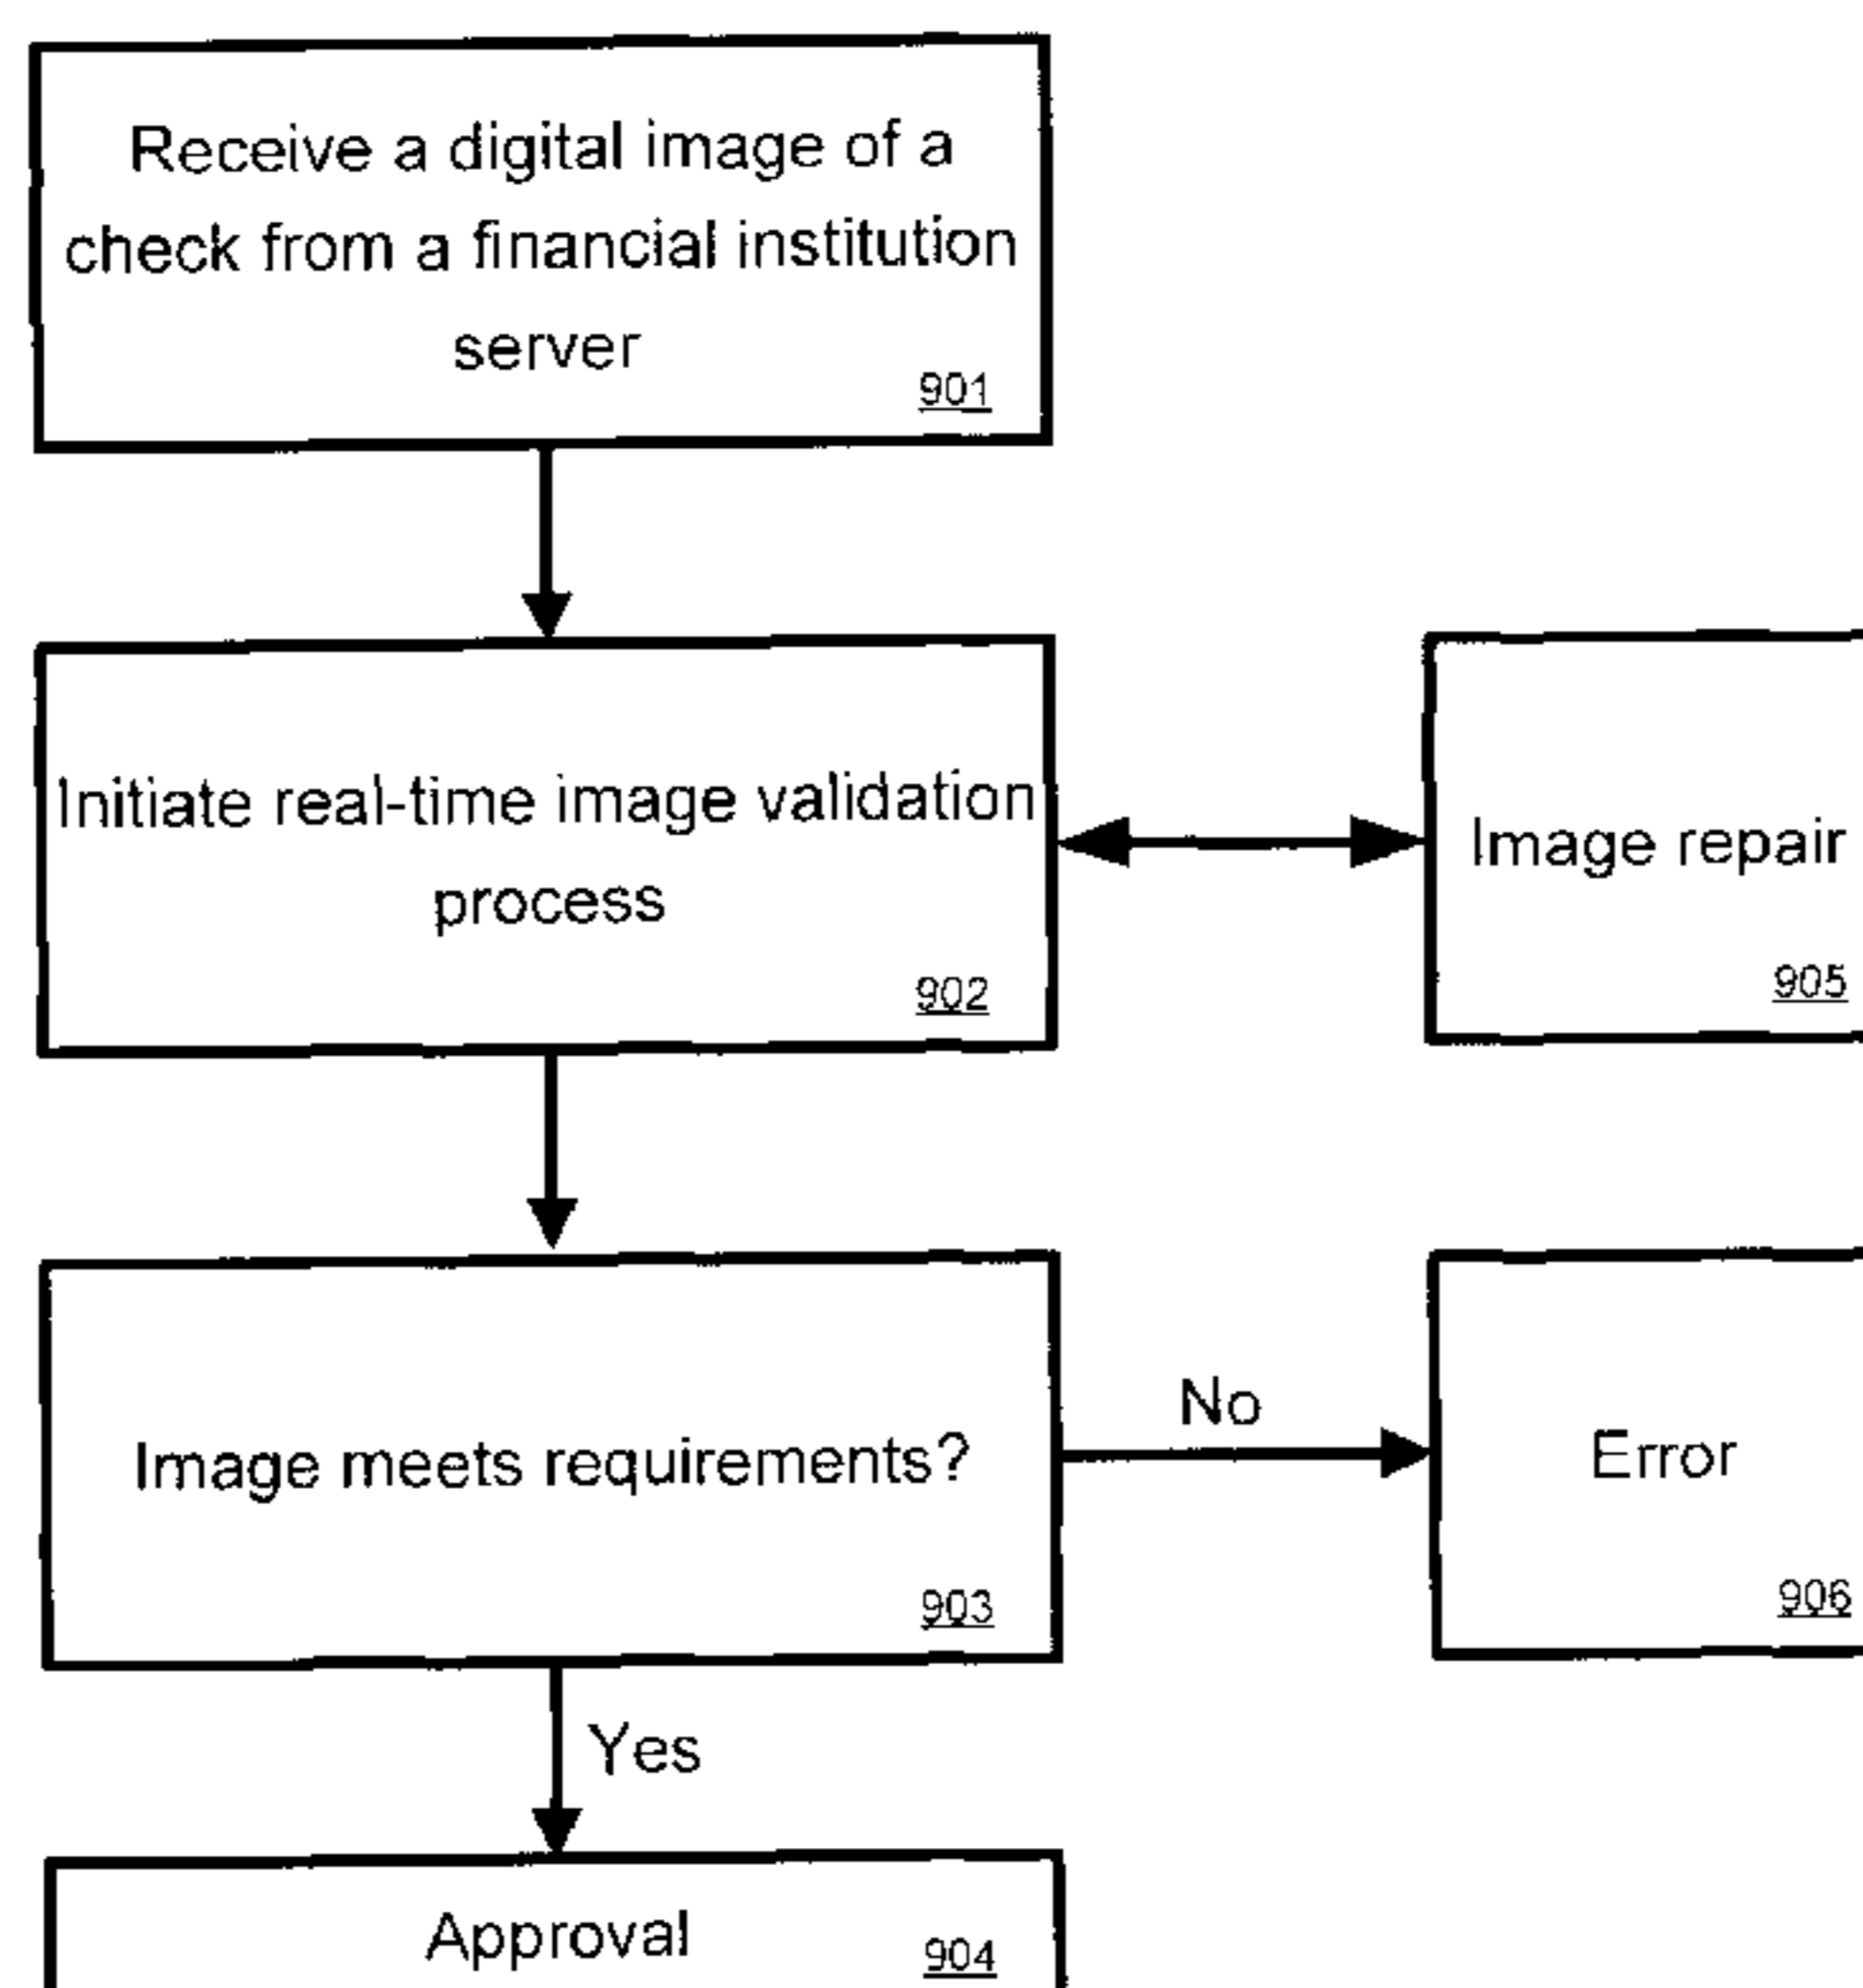 Receive a digital image of a
check from a financial institution
server
901
Initiate real-time image validation
process
902
Image repair
905
Image meets requirements?
903
No
Error
906
Yes
Approval
904